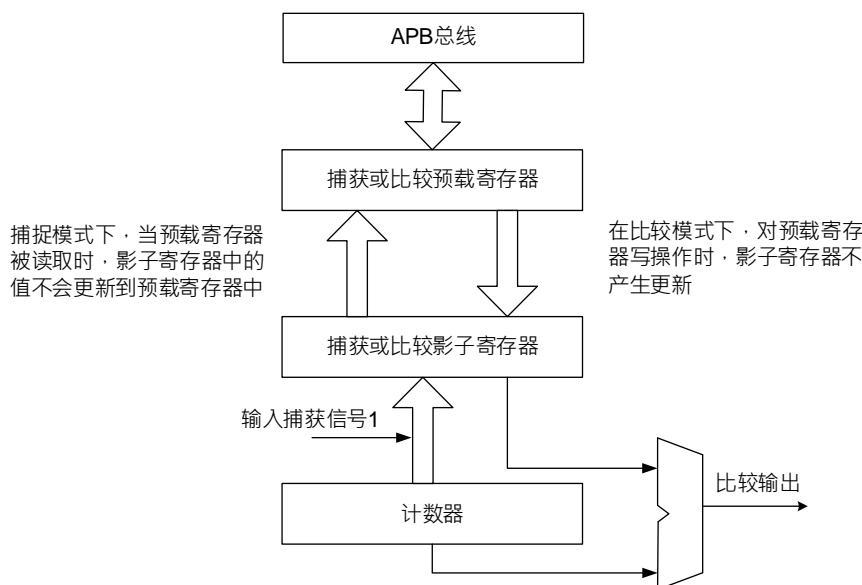 APB总线
捕获或比较预载寄存器
捕捉模式下，当预载寄存器
被读取时，影子寄存器中的
值不会更新到预载寄存器中
在比较模式下，对预载寄存
器写操作时，影子寄存器不
产生更新
捕获或比较影子寄存器
输入捕获信号1
比较输出
计数器